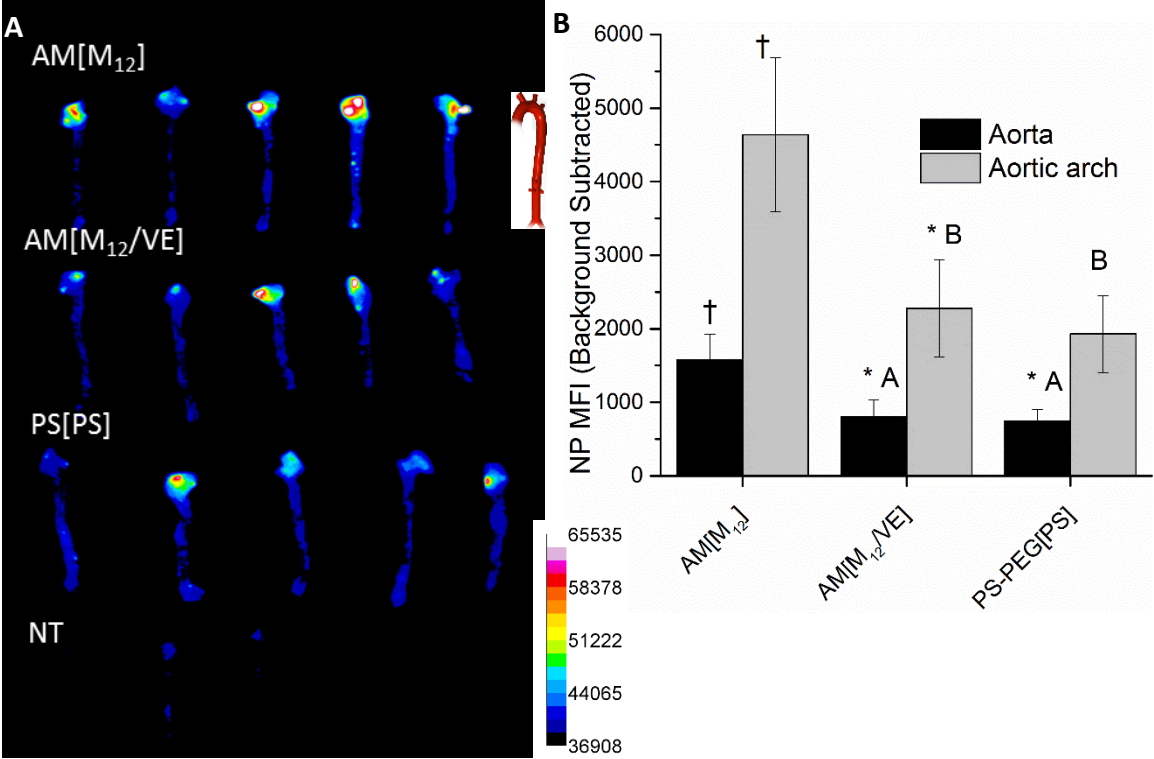 A
AM[M12]
AM[M12/VE]
PS[PS]
NT
65535
58378
51222
44065
36908
B
NP MFI (Background Subtracted)
6000
5000
4000
3000
2000
1000
0
Aorta
Aortic arch
†
†
* A
* B
* A
B
AM[M12]
AM[M12/VE]
PS-PEG[PS]